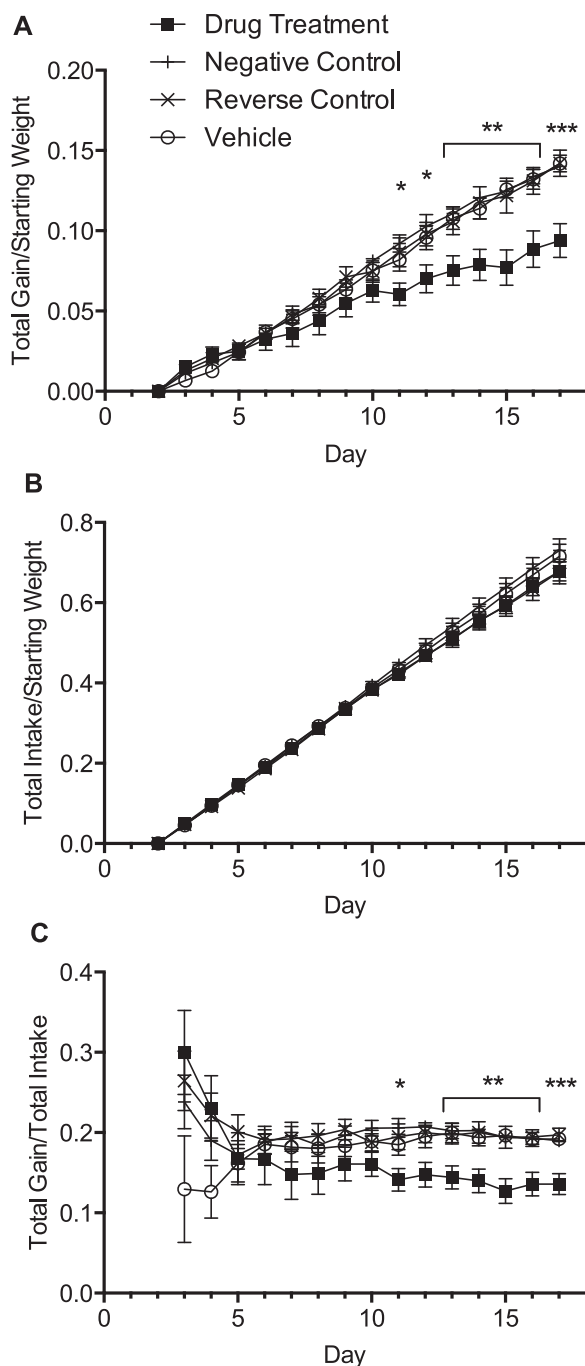 A
Drug Treatment
Negative Control
Reverse Control
Vehicle
Total Gain/Starting Weight
0.20
0.15
0.10
0.05
0.00
* * ** ***
0 5 10 15
Day
B
Total Intake/Starting Weight
0.8
0.6
0.4
0.2
0.0
0 5 10 15
Day
C
Total Gain/Total Intake
0.4
0.3
0.2
0.1
0.0
* ** ***
0 5 10 15
Day